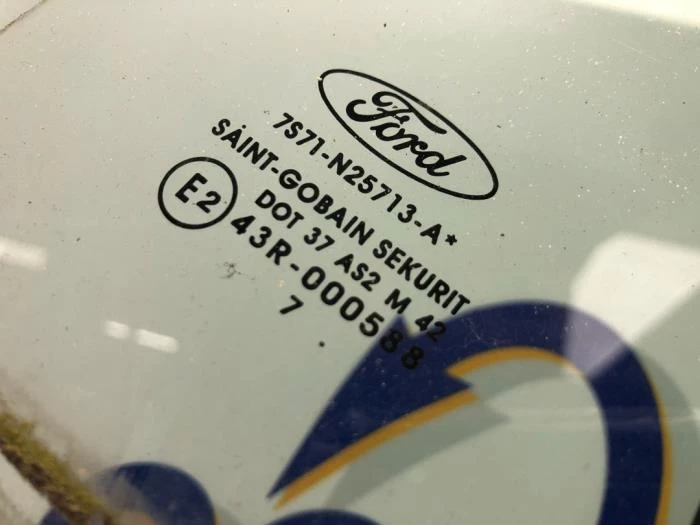 Ford
7S71-N25713-A*
SAINT-GOBAIN SEKURIT
E2
DOT 37 AS2 M 42
43R-000588
7 .